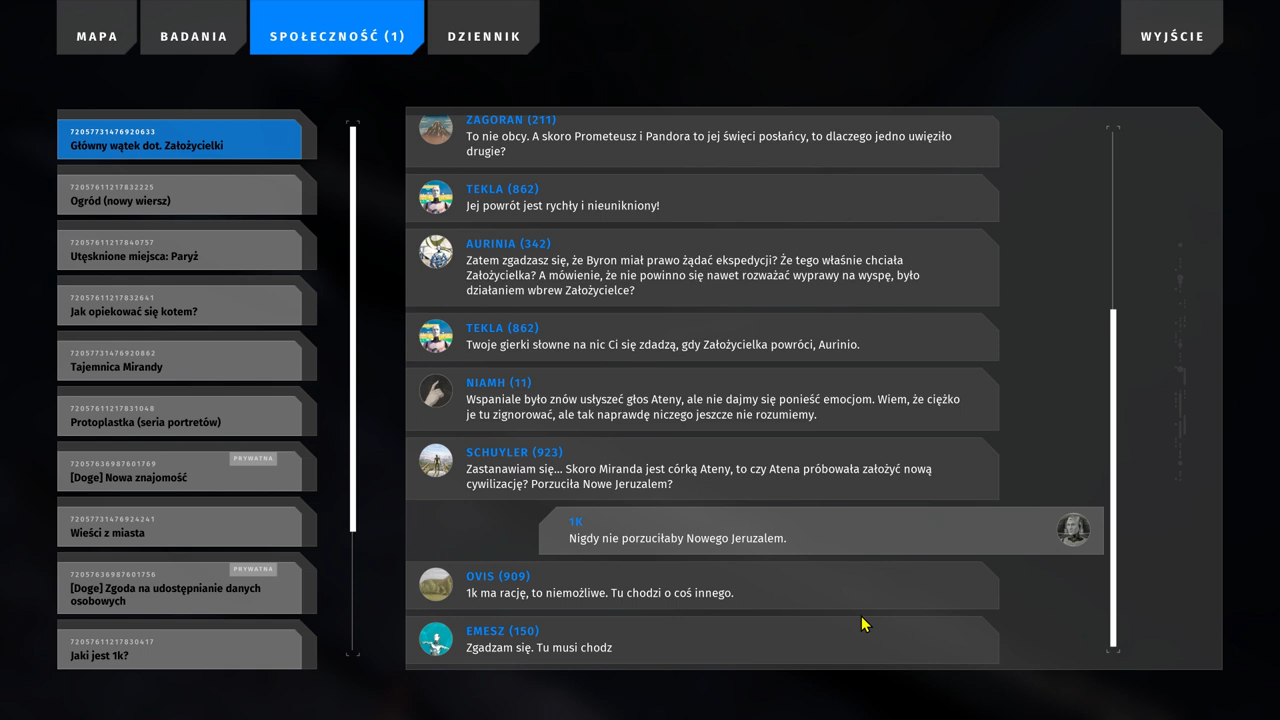 MAPA
BADANIA
SPOŁECZNOŚĆ (1)
DZIENNIK
WYJŚCIE
72057731476920633
Główny wątek dot. Założycielki
72057611217832225
Ogród (nowy wiersz)
72057611217840757
Utęsknione miejsca: Paryż
72057611217832641
Jak opiekować się kotem?
72057731476920862
Tajemnica Mirandy
72057611217831048
Protoplastka (seria portretów)
PRYWATNA
72057636987601769
[Doge] Nowa znajomość
72057731476924241
Wieści z miasta
PRYWATNA
72057636987601756
[Doge] Zgoda na udostępnianie danych
osobowych
72057611217830417
Jaki jest 1k?
ZAGORAN (211)
To nie obcy. A skoro Prometeusz i Pandora to jej święci posłańcy, to dlaczego jedno uwięziło
drugie?
TEKLA (862)
Jej powrót jest rychły i nieunikniony!
AURINIA (342)
Zatem zgadzasz się, że Byron miał prawo żądać ekspedycji? Że tego właśnie chciała
Założycielka? A mówienie, że nie powinno się nawet rozważać wyprawy na wyspę, było
działaniem wbrew Założycielce?
TEKLA (862)
Twoje gierki słowne na nic Ci się zdadzą, gdy Założycielka powróci, Aurinio.
NIAMH (11)
Wspaniale było znów usłyszeć głos Ateny, ale nie dajmy się ponieść emocjom. Wiem, że ciężko
je tu zignorować, ale tak naprawdę niczego jeszcze nie rozumiemy.
SCHUYLER (923)
Zastanawiam się... Skoro Miranda jest córką Ateny, to czy Atena próbowała założyć nową
cywilizację? Porzuciła Nowe Jeruzalem?
1K
Nigdy nie porzuciłaby Nowego Jeruzalem.
OVIS (909)
1k ma rację, to niemożliwe. Tu chodzi o coś innego.
EMESZ (150)
Zgadzam się. Tu musi chodz